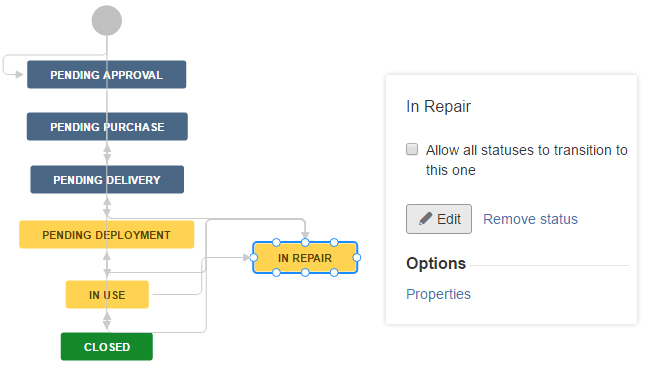 PENDING APPROVAL
PENDING PURCHASE
PENDING DELIVERY
PENDING DEPLOYMENT
IN USE
CLOSED
IN REPAIR
In Repair
Allow all statuses to transition to
this one
Edit
Remove status
Options
Properties